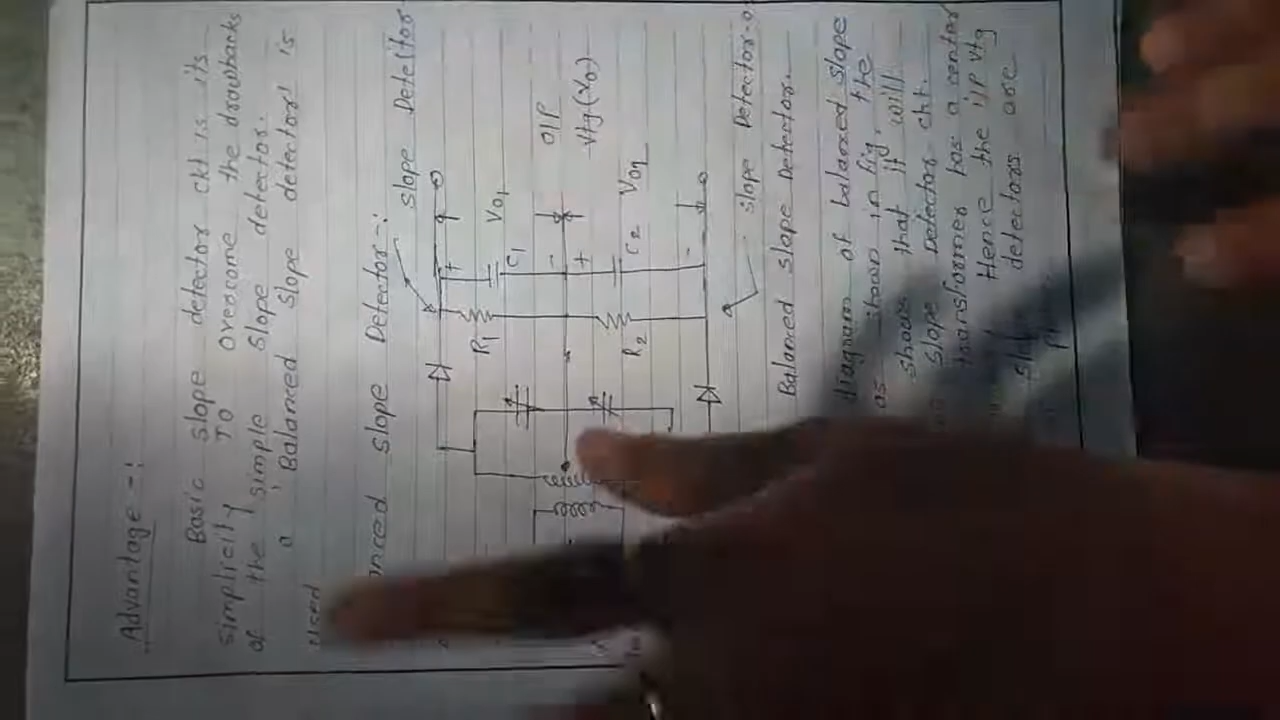 Advantage -:
Basic slope detector ckt is its
simplicity TO overcome the drawbacks
of the simple slope detector.
a Balanced slope detector is
used
anced slope Detector -:
slope Detector
+
R1
C1
Vo1
-
+
O/P
Vtg (Vo)
R2
C2
Vo2
-
slope Detector
Balanced slope Detector.
diagram of balanced slope
as shown in fig. the
shows that it will
slope Detector ckt.
transformer has a center
Hence the i/p vtg
slope detectors are